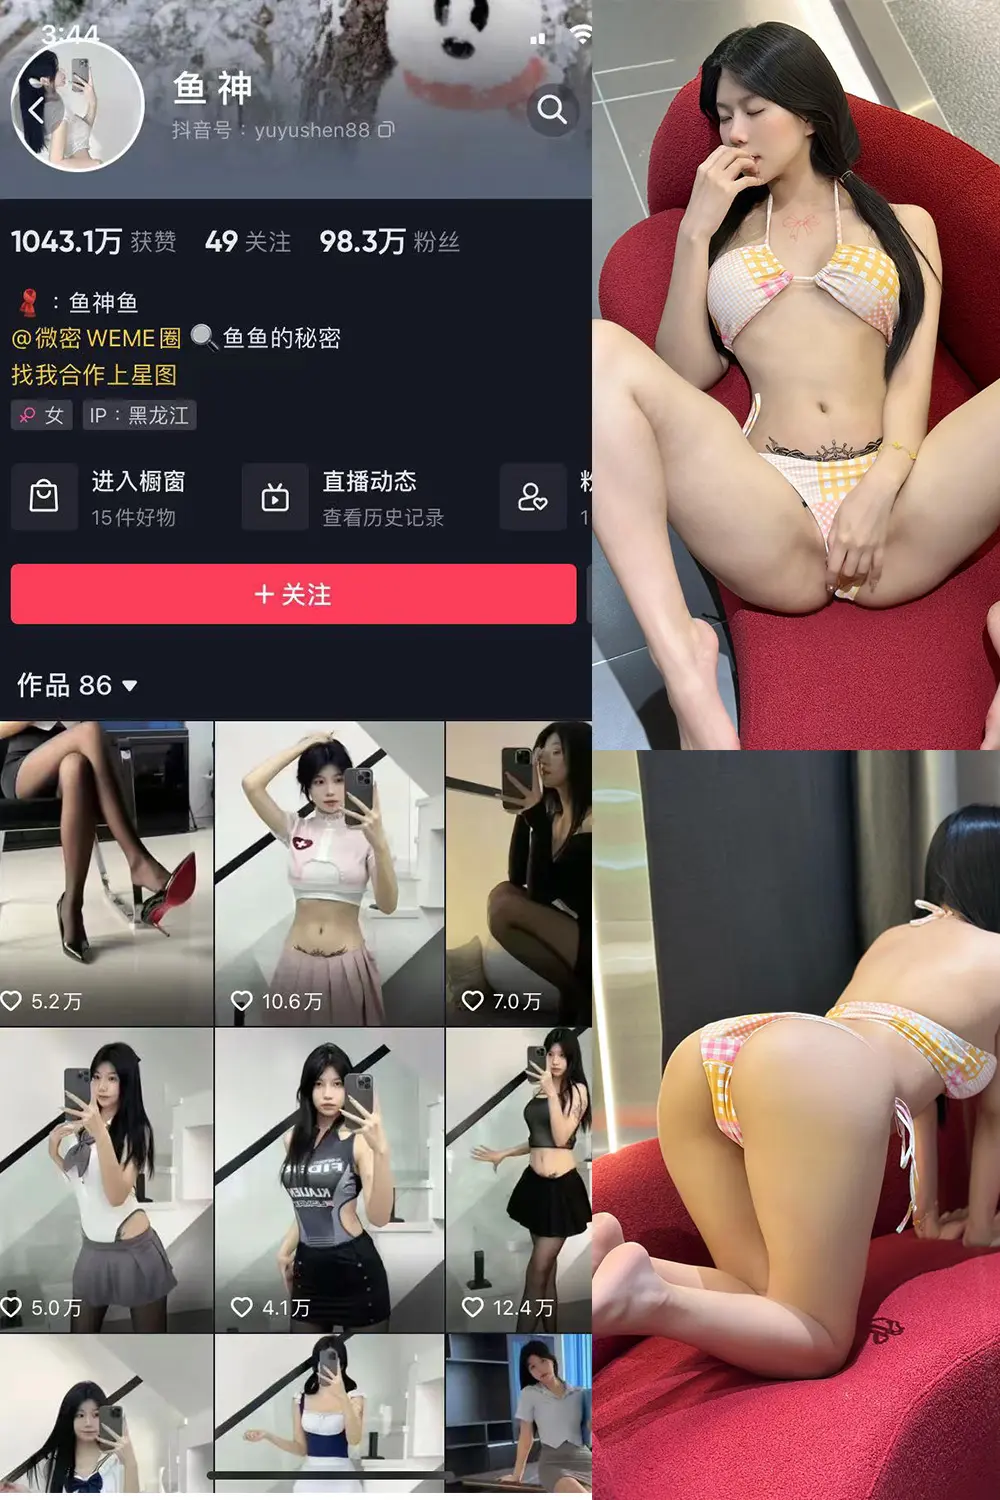 3:44
鱼 神
抖音号：yuyushen88
1043.1万 获赞 49 关注 98.3万 粉丝
：鱼神鱼
@微密 WEME圈 🔍鱼鱼的秘密
找我合作上星图
女 IP：黑龙江
进入橱窗 直播动态 粉
15件好物 查看历史记录 1
+ 关注
作品 86
5.2万 10.6万 7.0万
5.0万 4.1万 12.4万